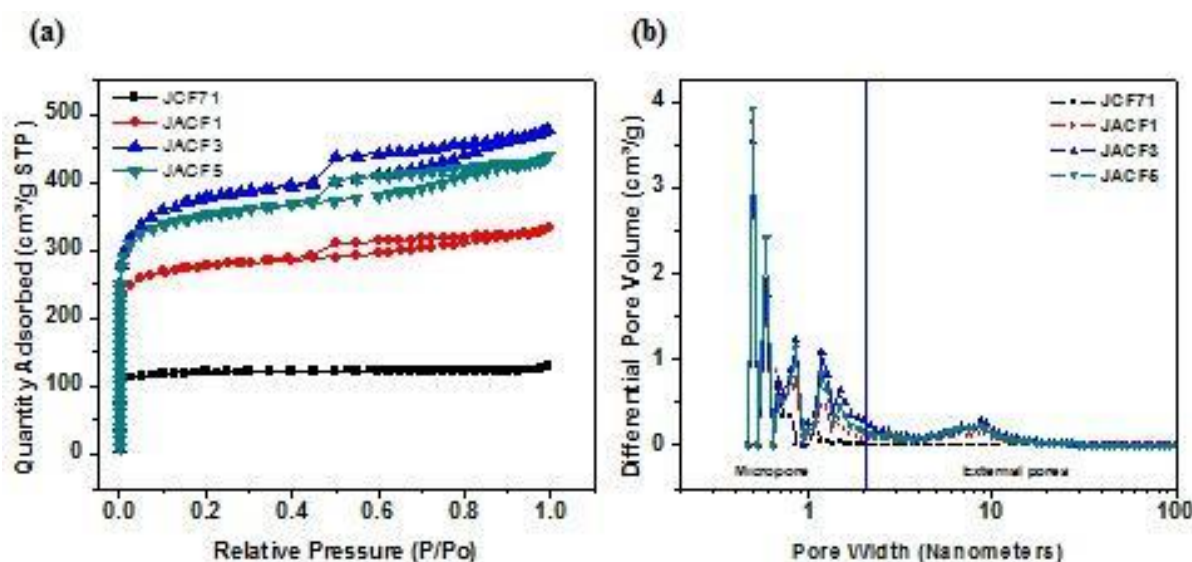 (a)
JCF71
JACF1
JACF3
JACF5
500
400
300
200
100
0
0.0 0.2 0.4 0.6 0.8 1.0
Quantity Adsorbed (cm³/g STP )
Relative Pressure (P/Po)
(b)
JCF71
JACF1
JACF3
JACF5
4
3
2
1
0
Micropore
External pores
1 10 100
Differential Pore Volume (cm³/g)
Pore Width (Nanometers)